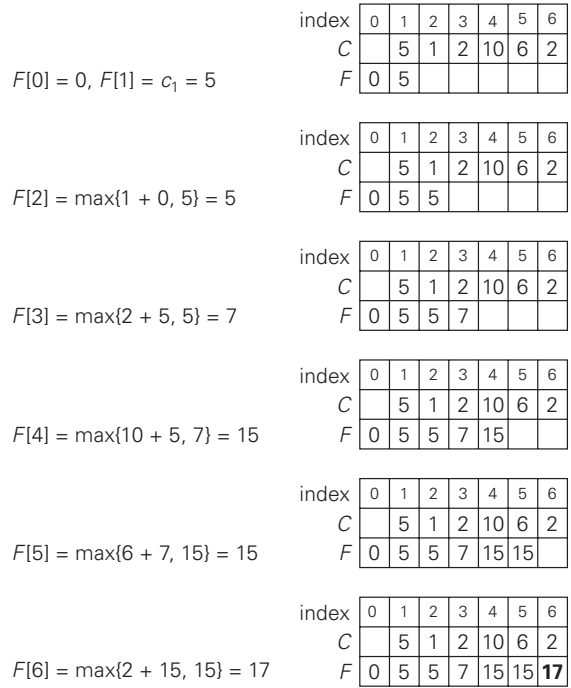 index 0 1 2 3 4 5 6
C 5 1 2 10 6 2
F[0] = 0, F[1] = c₁ = 5 F 0 5
index 0 1 2 3 4 5 6
C 5 1 2 10 6 2
F[2] = max{1 + 0, 5} = 5 F 0 5 5
index 0 1 2 3 4 5 6
C 5 1 2 10 6 2
F[3] = max{2 + 5, 5} = 7 F 0 5 5 7
index 0 1 2 3 4 5 6
C 5 1 2 10 6 2
F[4] = max{10 + 5, 7} = 15 F 0 5 5 7 15
index 0 1 2 3 4 5 6
C 5 1 2 10 6 2
F[5] = max{6 + 7, 15} = 15 F 0 5 5 7 15 15
index 0 1 2 3 4 5 6
C 5 1 2 10 6 2
F[6] = max{2 + 15, 15} = 17 F 0 5 5 7 15 15 17